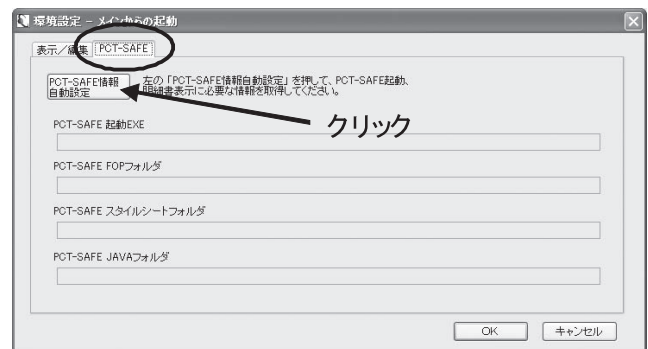 環境設定 - メインからの起動
表示／編集 PCT-SAFE
PCT-SAFE情報
自動設定
左の「PCT-SAFE情報自動設定」を押して、PCT-SAFE起動、
明細書表示に必要な情報を取得してください。
クリック
PCT-SAFE 起動EXE
PCT-SAFE FOPフォルダ
PCT-SAFE スタイルシートフォルダ
PCT-SAFE JAVAフォルダ
OK キャンセル